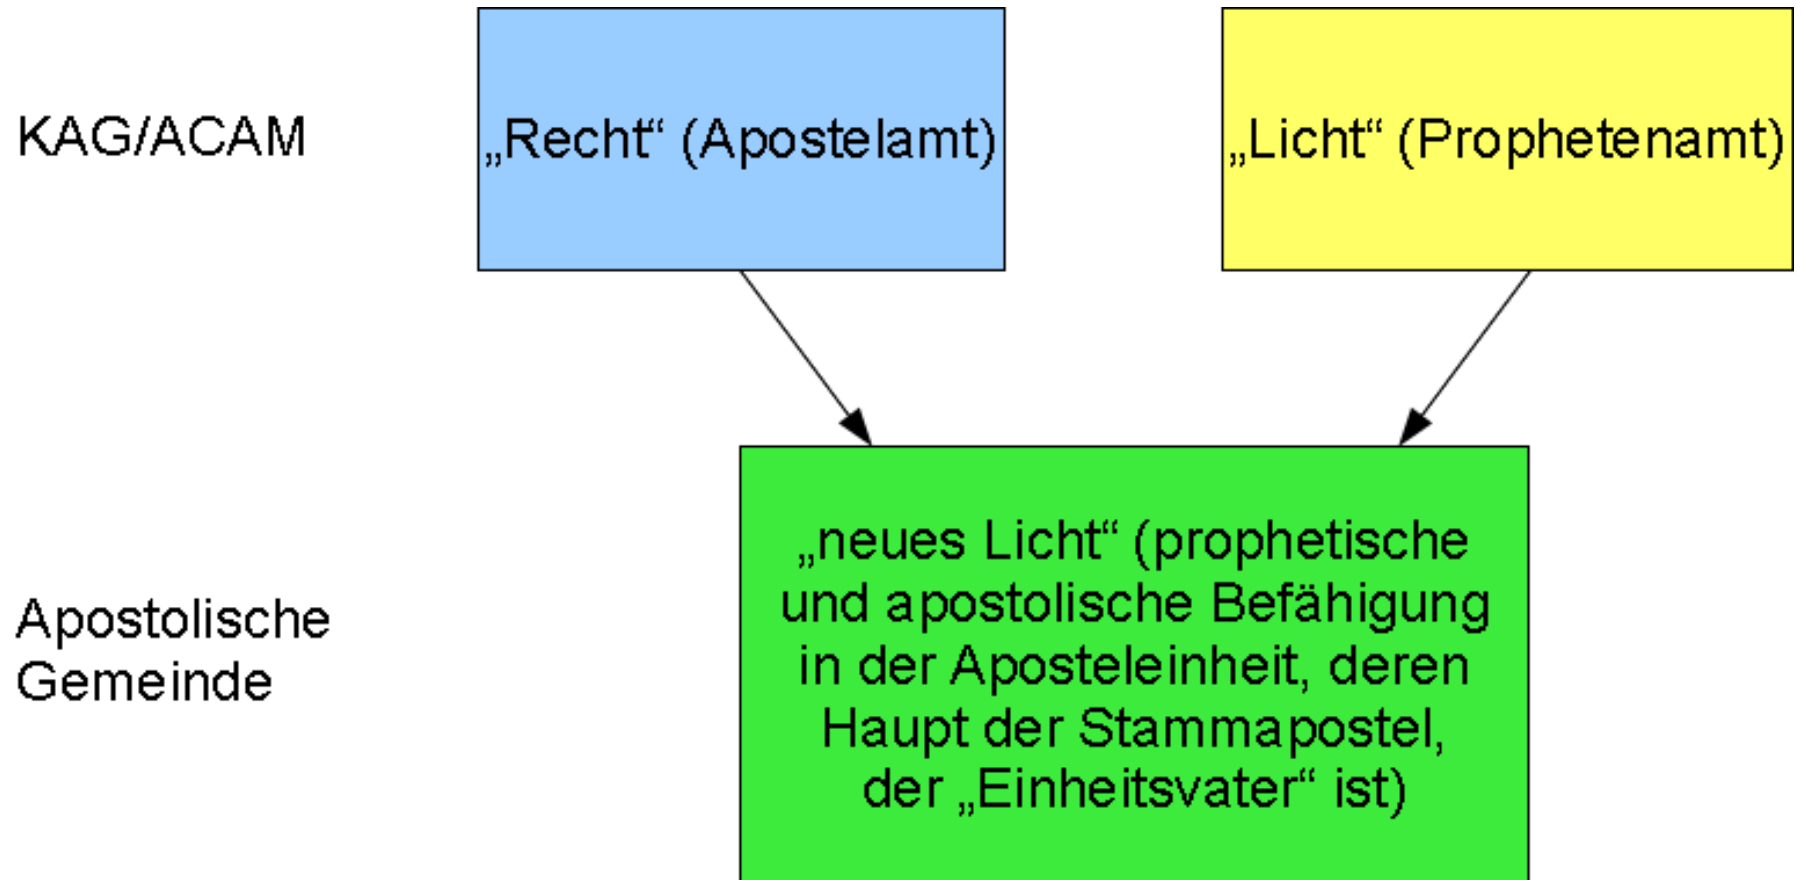 KAG/ACAM
„Recht“ (Apostelamt)
„Licht“ (Prophetenamt)
Apostolische
Gemeinde
„neues Licht“ (prophetische
und apostolische Befähigung
in der Aposteleinheit, deren
Haupt der Stammapostel,
der „Einheitsvater“ ist)